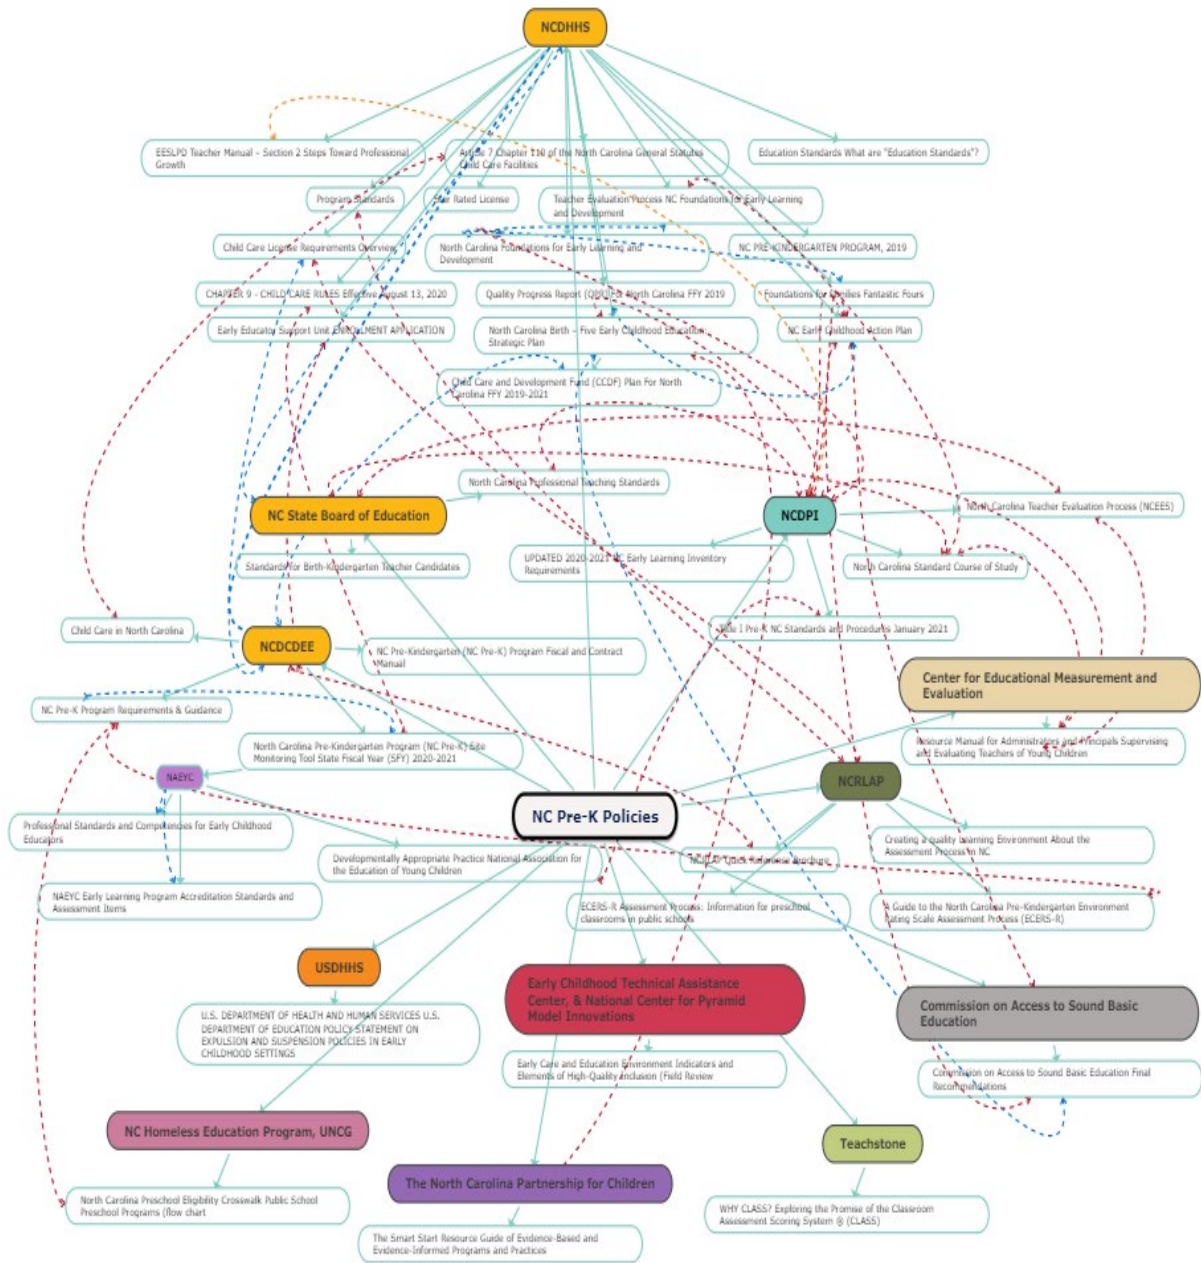 NCDHHS
EESLPD Teacher Manual – Section 2 Steps Toward Professional
Growth
Article 7 Chapter 110 of the North Carolina General Statutes
Child Care Facilities
Education Standards What are "Education Standards"?
Program Standards
Star Rated License
Teacher Evaluation Process NC Foundations for Early Learning
and Development
Child Care License Requirements Overview
North Carolina Foundations for Early Learning and
Development
NC PRE-KINDERGARTEN PROGRAM, 2019
CHAPTER 9 - CHILD CARE RULES Effective August 13, 2020
Quality Progress Report (QPR) For North Carolina FFY 2019
Foundations for Families Fantastic Fours
Early Educator Support Unit ENROLLMENT APPLICATION
North Carolina Birth – Five Early Childhood Education
Strategic Plan
NC Early Childhood Action Plan
Child Care and Development Fund (CCDF) Plan For North
Carolina FFY 2019-2021
North Carolina Professional Teaching Standards
NC State Board of Education
NCDPI
North Carolina Teacher Evaluation Process (NCEES)
Standards for Birth-Kindergarten Teacher Candidates
UPDATED 2020-2021 NC Early Learning Inventory
Requirements
North Carolina Standard Course of Study
Child Care in North Carolina
Title I Pre-K NC Standards and Procedures January 2021
NCDCDEE
NC Pre-Kindergarten (NC Pre-K) Program Fiscal and Contract
Manual
Center for Educational Measurement and
Evaluation
NC Pre-K Program Requirements & Guidance
North Carolina Pre-Kindergarten Program (NC Pre-K) Site
Monitoring Tool State Fiscal Year (SFY) 2020-2021
Resource Manual for Administrators and Principals Supervising
and Evaluating Teachers of Young Children
NAEYC
NCRLAP
NC Pre-K Policies
Professional Standards and Competencies for Early Childhood
Educators
Creating a quality Learning Environment About the
Assessment Process in NC
Developmentally Appropriate Practice National Association for
the Education of Young Children
NCRLAP Quick Reference Brochure
NAEYC Early Learning Program Accreditation Standards and
Assessment Items
ECERS-R Assessment Process: Information for preschool
classrooms in public schools
A Guide to the North Carolina Pre-Kindergarten Environment
Rating Scale Assessment Process (ECERS-R)
USDHHS
Early Childhood Technical Assistance
Center, & National Center for Pyramid
Model Innovations
Commission on Access to Sound Basic
Education
U.S. DEPARTMENT OF HEALTH AND HUMAN SERVICES U.S.
DEPARTMENT OF EDUCATION POLICY STATEMENT ON
EXPULSION AND SUSPENSION POLICIES IN EARLY
CHILDHOOD SETTINGS
Early Care and Education Environment Indicators and
Elements of High-Quality Inclusion (Field Review
Commission on Access to Sound Basic Education Final
Recommendations
NC Homeless Education Program, UNCG
Teachstone
The North Carolina Partnership for Children
North Carolina Preschool Eligibility Crosswalk Public School
Preschool Programs (flow chart
WHY CLASS? Exploring the Promise of the Classroom
Assessment Scoring System ® (CLASS)
The Smart Start Resource Guide of Evidence-Based and
Evidence-Informed Programs and Practices